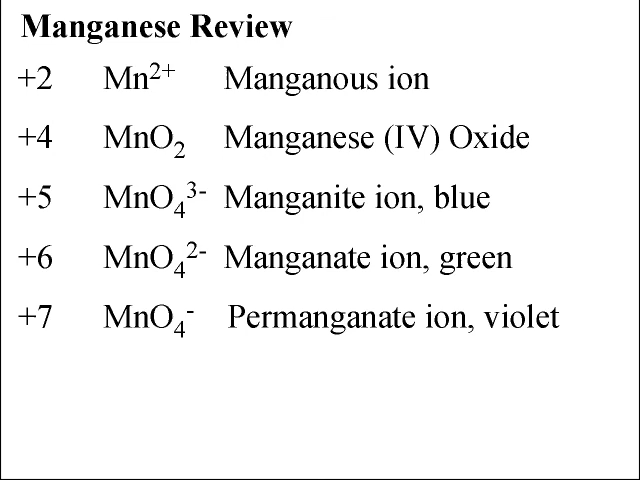 Manganese Review
+2 Mn²⁺ Manganous ion
+4 MnO₂ Manganese (IV) Oxide
+5 MnO₄³⁻ Manganite ion, blue
+6 MnO₄²⁻ Manganate ion, green
+7 MnO₄⁻ Permanganate ion, violet